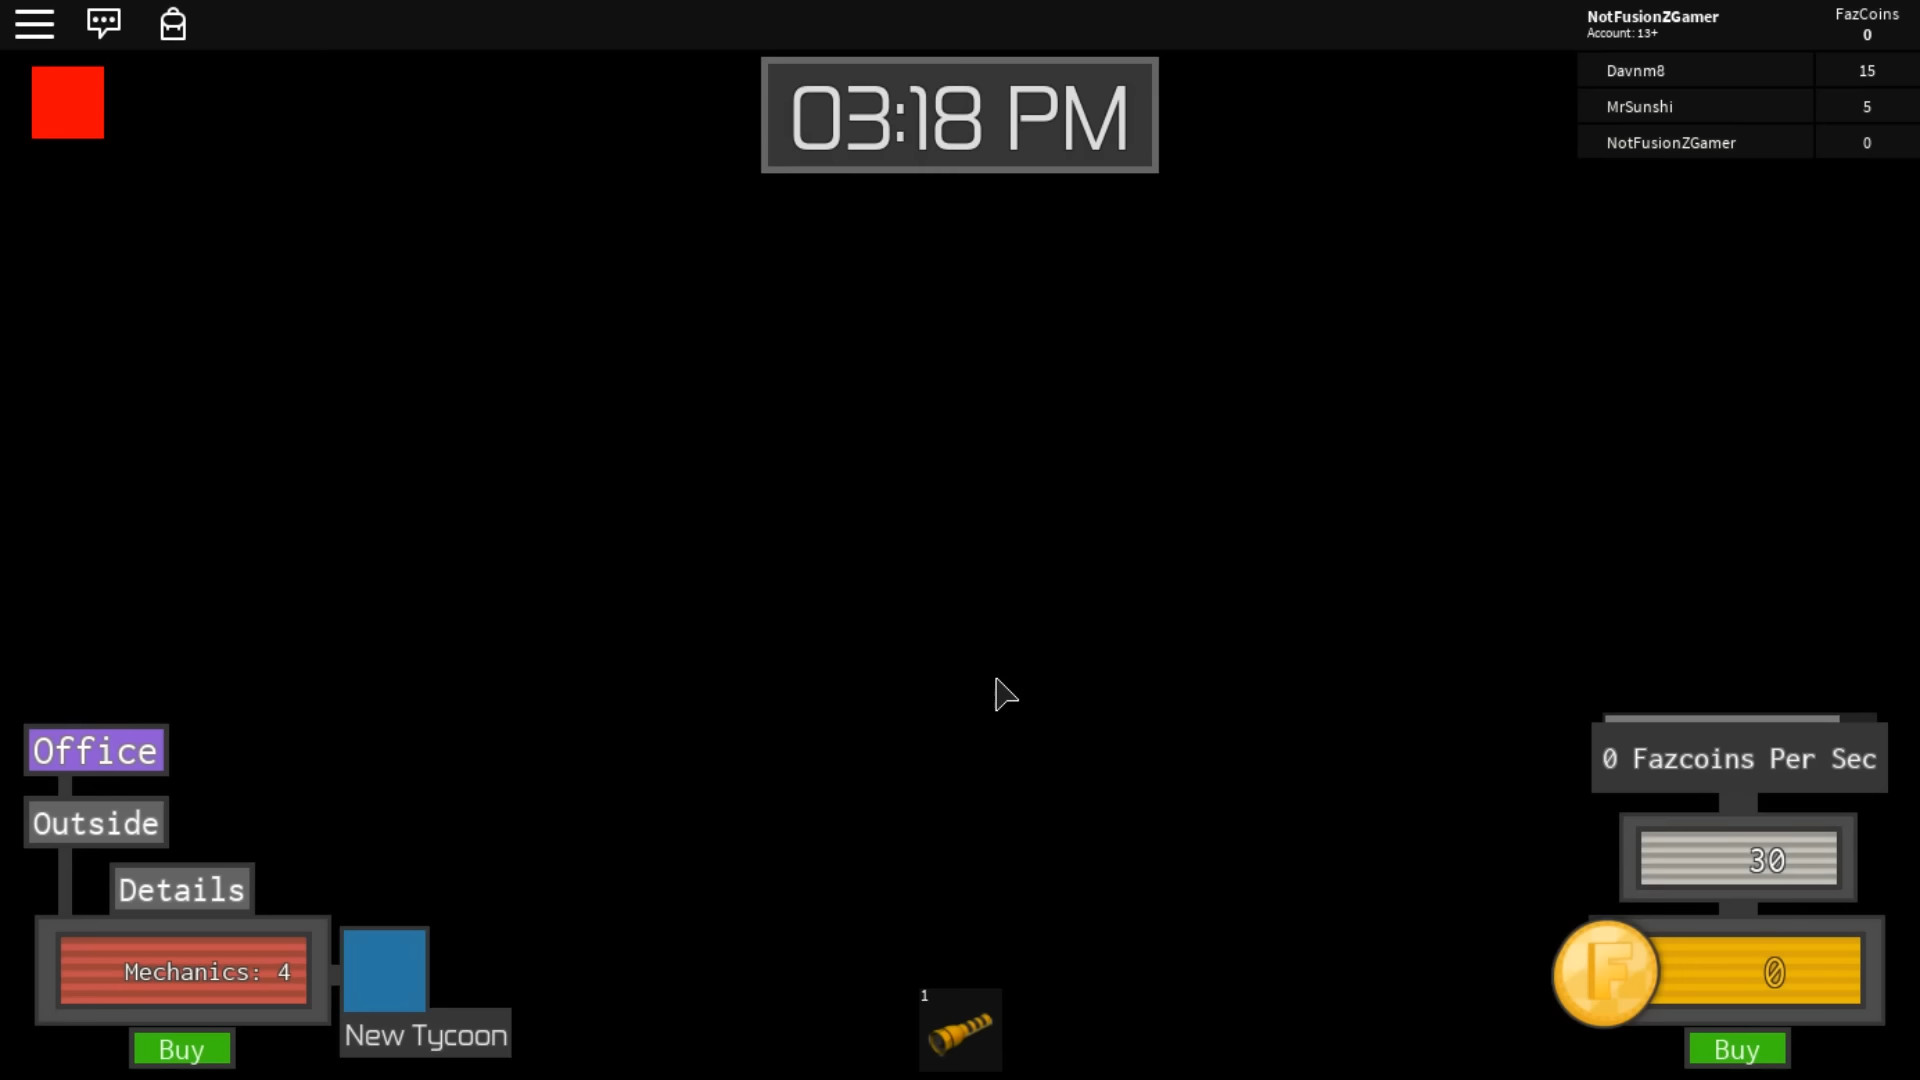 NotFusionZGamer
Account: 13+
FazCoins
0
Davnm8
15
MrSunshi
5
NotFusionZGamer
0
03:18 PM
Office
Outside
Details
Mechanics: 4
Buy
New Tycoon
1
0 Fazcoins Per Sec
30
F
0
Buy